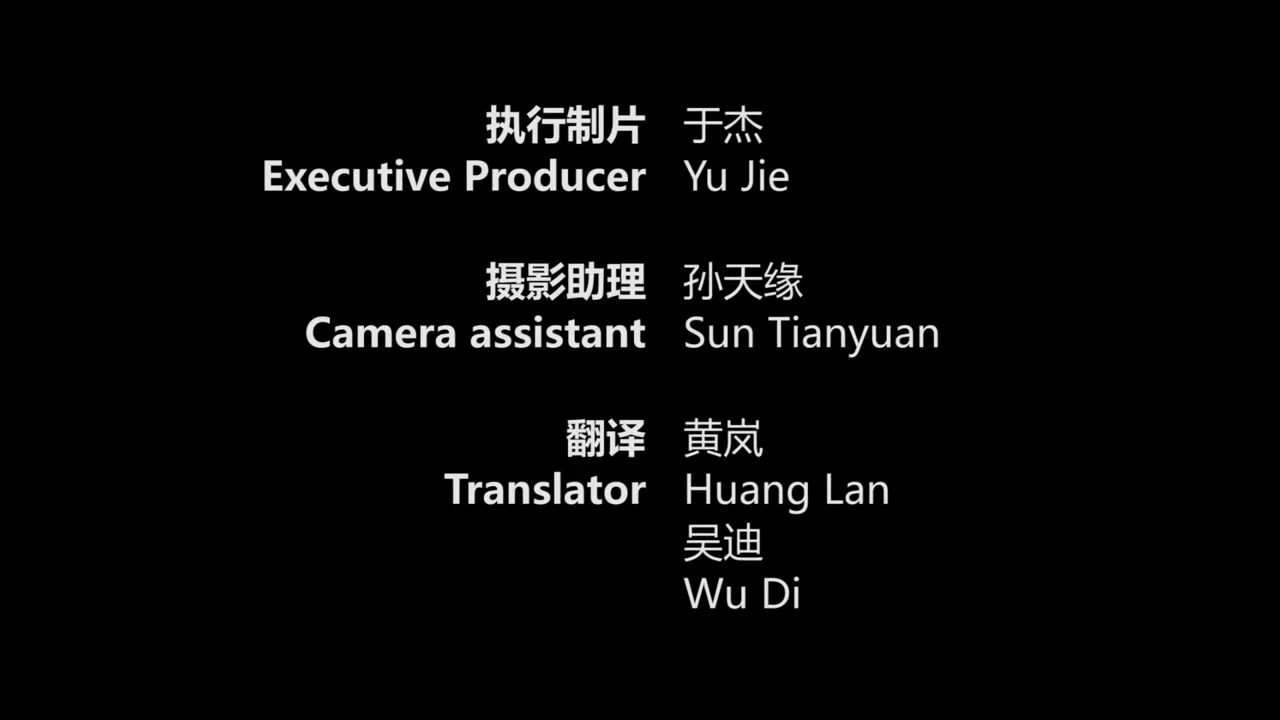 执行制片 于杰
Executive Producer Yu Jie
摄影助理 孙天缘
Camera assistant Sun Tianyuan
翻译 黄岚
Translator Huang Lan
吴迪
Wu Di